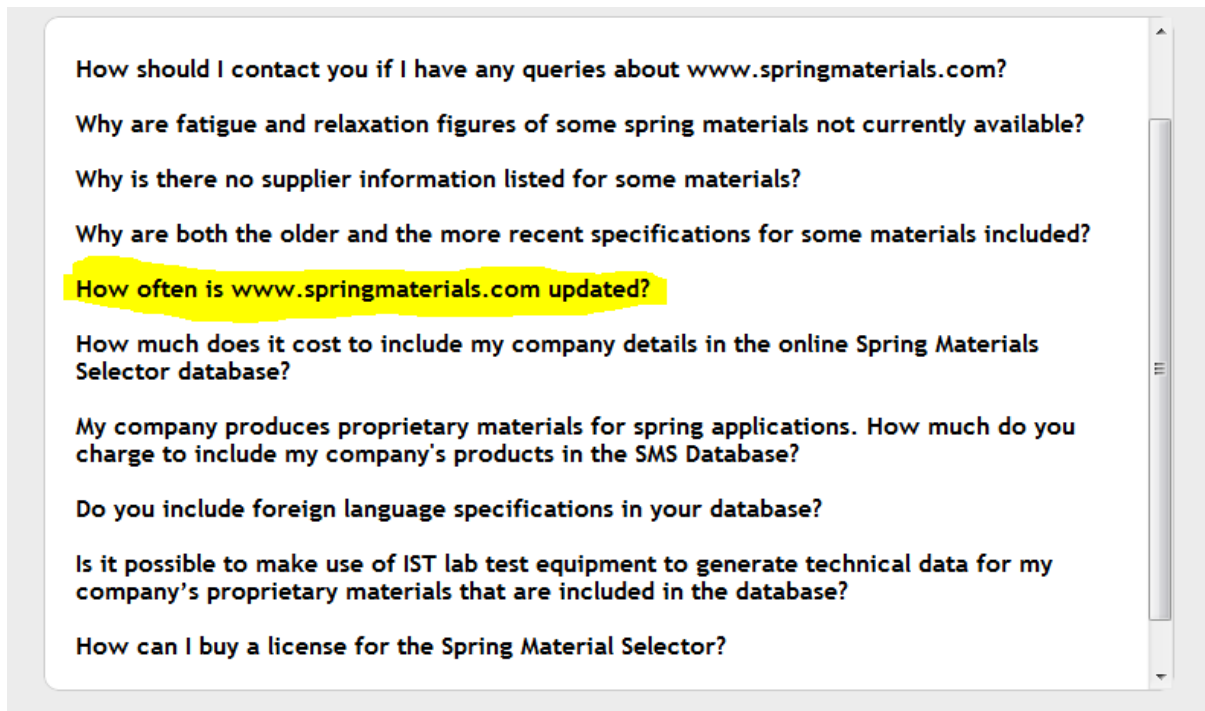 How should I contact you if I have any queries about www.springmaterials.com?
Why are fatigue and relaxation figures of some spring materials not currently available?
Why is there no supplier information listed for some materials?
Why are both the older and the more recent specifications for some materials included?
How often is www.springmaterials.com updated?
How much does it cost to include my company details in the online Spring Materials
Selector database?
My company produces proprietary materials for spring applications. How much do you
charge to include my company's products in the SMS Database?
Do you include foreign language specifications in your database?
Is it possible to make use of IST lab test equipment to generate technical data for my
company’s proprietary materials that are included in the database?
How can I buy a license for the Spring Material Selector?